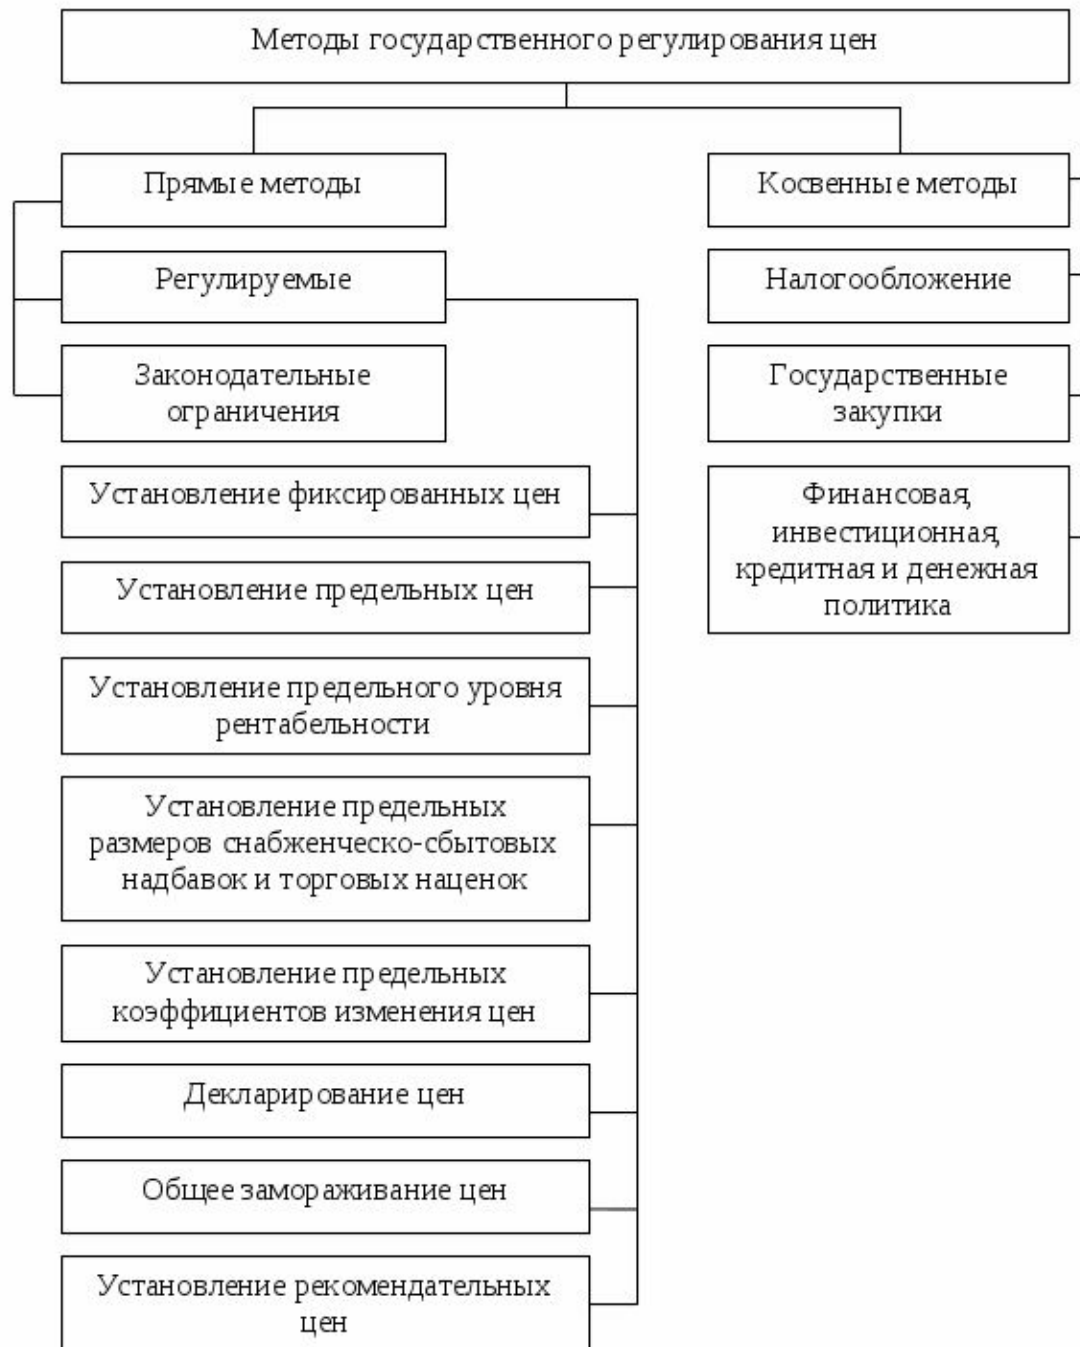 Методы государственного регулирования цен
Прямые методы
Косвенные методы
Регулируемые
Налогообложение
Законодательные
ограничения
Государственные
закупки
Установление фиксированных цен
Финансовая,
инвестиционная,
кредитная и денежная
политика
Установление предельных цен
Установление предельного уровня
рентабельности
Установление предельных
размеров снабженческо-сбытовых
надбавок и торговых наценок
Установление предельных
коэффициентов изменения цен
Декларирование цен
Общее замораживание цен
Установление рекомендательных
цен